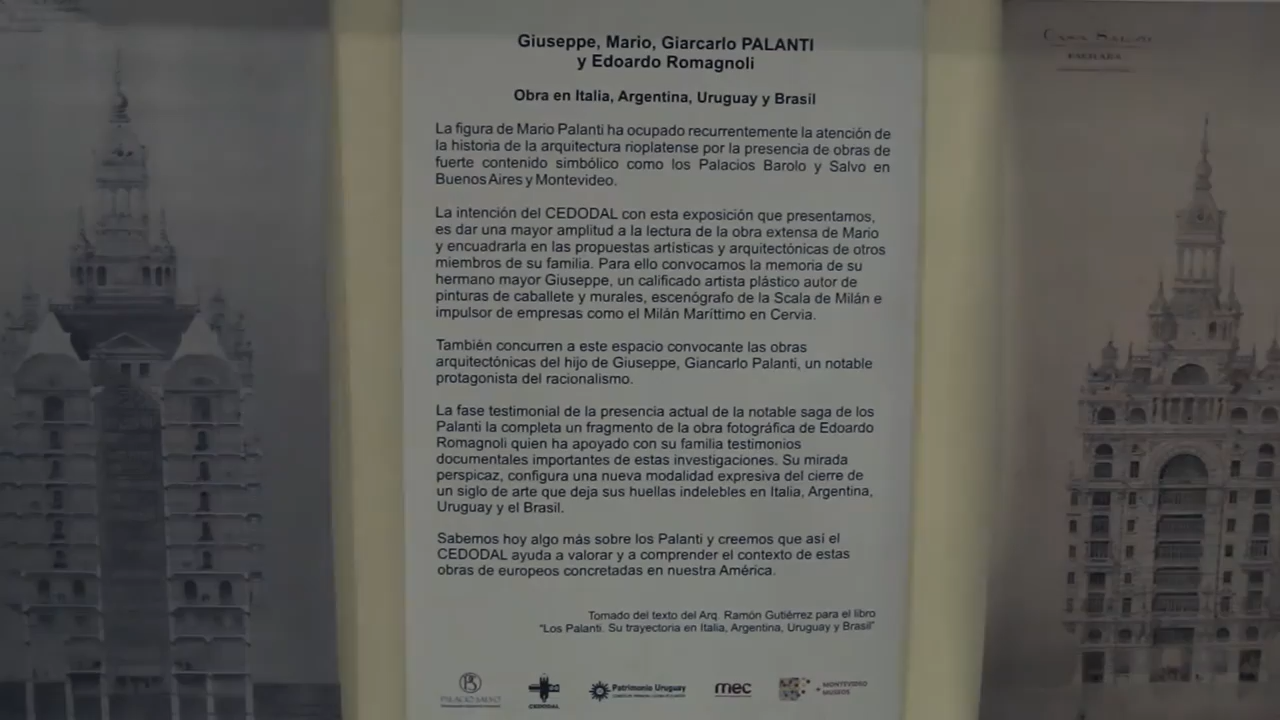 Giuseppe, Mario, Giarcarlo PALANTI
y Edoardo Romagnoli
Obra en Italia, Argentina, Uruguay y Brasil
La figura de Mario Palanti ha ocupado recurrentemente la atención de
la historia de la arquitectura rioplatense por la presencia de obras de
fuerte contenido simbólico como los Palacios Barolo y Salvo en
Buenos Aires y Montevideo.
La intención del CEDODAL con esta exposición que presentamos,
es dar una mayor amplitud a la lectura de la obra extensa de Mario
y encuadrarla en las propuestas artísticas y arquitectónicas de otros
miembros de su familia. Para ello convocamos la memoria de su
hermano mayor Giuseppe, un calificado artista plástico autor de
pinturas de caballete y murales, escenógrafo de la Scala de Milán e
impulsor de empresas como el Milán Maríttimo en Cervia.
También concurren a este espacio convocante las obras
arquitectónicas del hijo de Giuseppe, Giancarlo Palanti, un notable
protagonista del racionalismo.
La fase testimonial de la presencia actual de la notable saga de los
Palanti la completa un fragmento de la obra fotográfica de Edoardo
Romagnoli quien ha apoyado con su familia testimonios
documentales importantes de estas investigaciones. Su mirada
perspicaz, configura una nueva modalidad expresiva del cierre de
un siglo de arte que deja sus huellas indelebles en Italia, Argentina,
Uruguay y el Brasil.
Sabemos hoy algo más sobre los Palanti y creemos que así el
CEDODAL ayuda a valorar y a comprender el contexto de estas
obras de europeos concretadas en nuestra América.
Tomado del texto del Arq. Ramón Gutiérrez para el libro
"Los Palanti. Su trayectoria en Italia, Argentina, Uruguay y Brasil"
PALACIO SALVO
CEDODAL
Patrimonio Uruguay
mec
MONTEVIDEO
MUSEOS